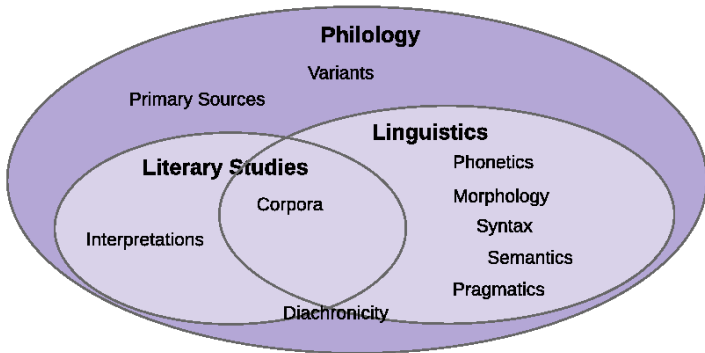 Philology
Variants
Primary Sources
Linguistics
Literary Studies
Phonetics
Morphology
Corpora
Syntax
Interpretations
Semantics
Pragmatics
Diachronicity